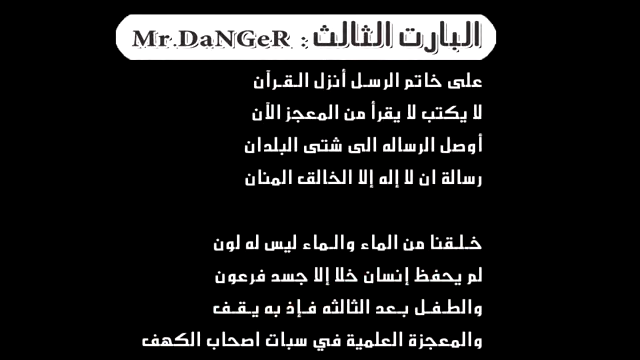 البارت الثالث : Mr.DaNGeR
على خاتم الرسل أنزل القرآن
لا يكتب لا يقرأ من المعجز الآن
أوصل الرساله الى شتى البلدان
رسالة ان لا إله إلا الخالق المنان
خلقنا من الماء والماء ليس له لون
لم يحفظ إنسان خلا إلا جسد فرعون
والطفل بعد الثالثه فإذ به يقف
والمعجزة العلمية في سبات اصحاب الكهف